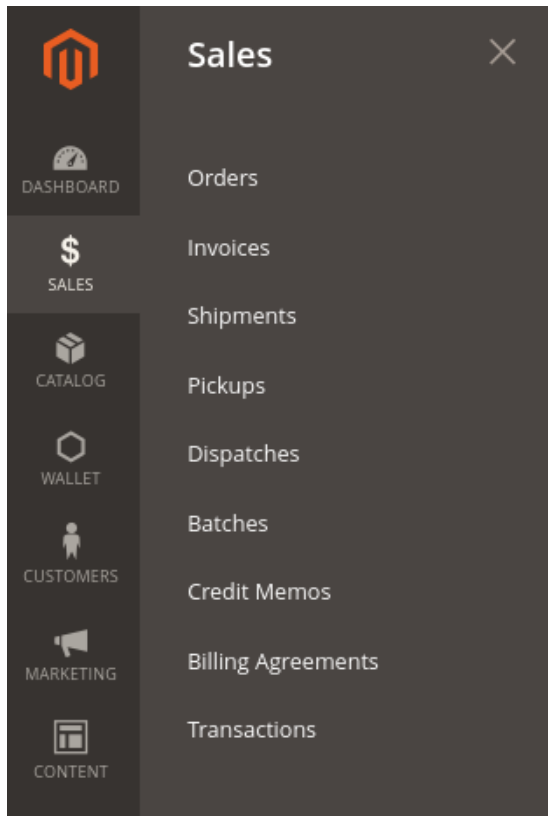 Sales
DASHBOARD
SALES
CATALOG
WALLET
CUSTOMERS
MARKETING
CONTENT
Orders
Invoices
Shipments
Pickups
Dispatches
Batches
Credit Memos
Billing Agreements
Transactions